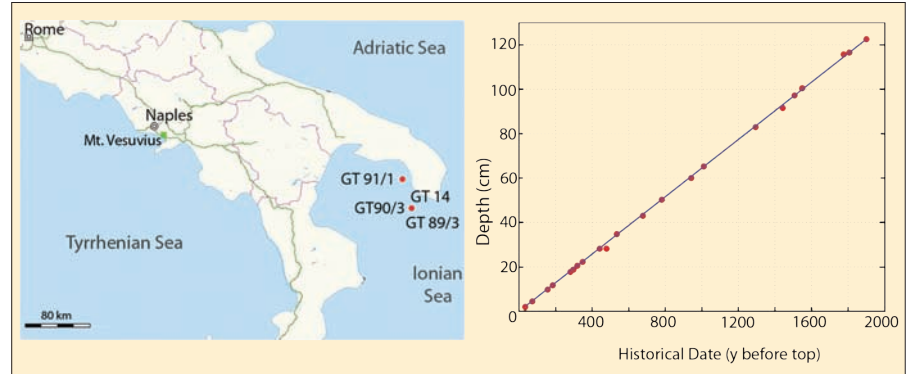 Rome
Adriatic Sea
Naples
Mt. Vesuvius
GT 91/1
GT 14
GT90/3
GT 89/3
Tyrrhenian Sea
Ionian
Sea
80 km
120
100
80
60
40
20
0
Depth (cm)
400 800 1200 1600 2000
Historical Date (y before top)